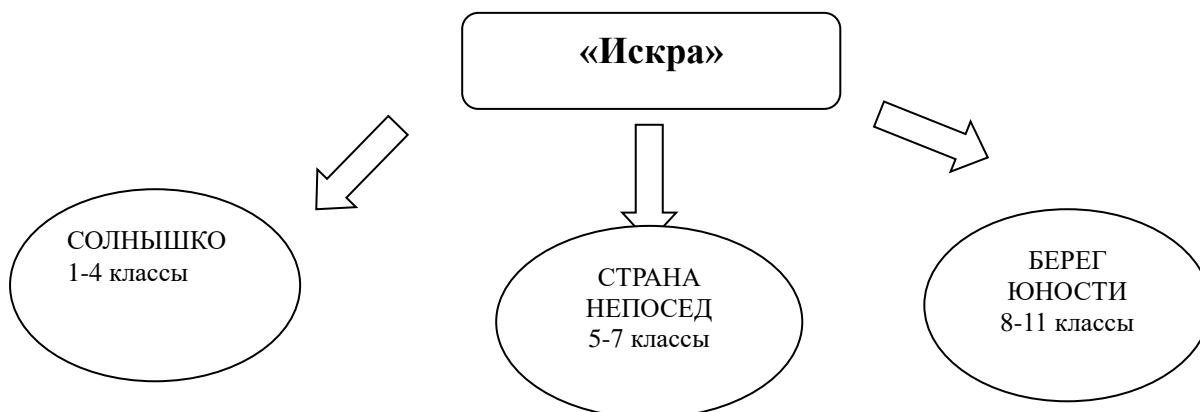 «Искра»
СОЛНЫШКО
1-4 классы
СТРАНА
НЕПОСЕД
5-7 классы
БЕРЕГ
ЮНОСТИ
8-11 классы